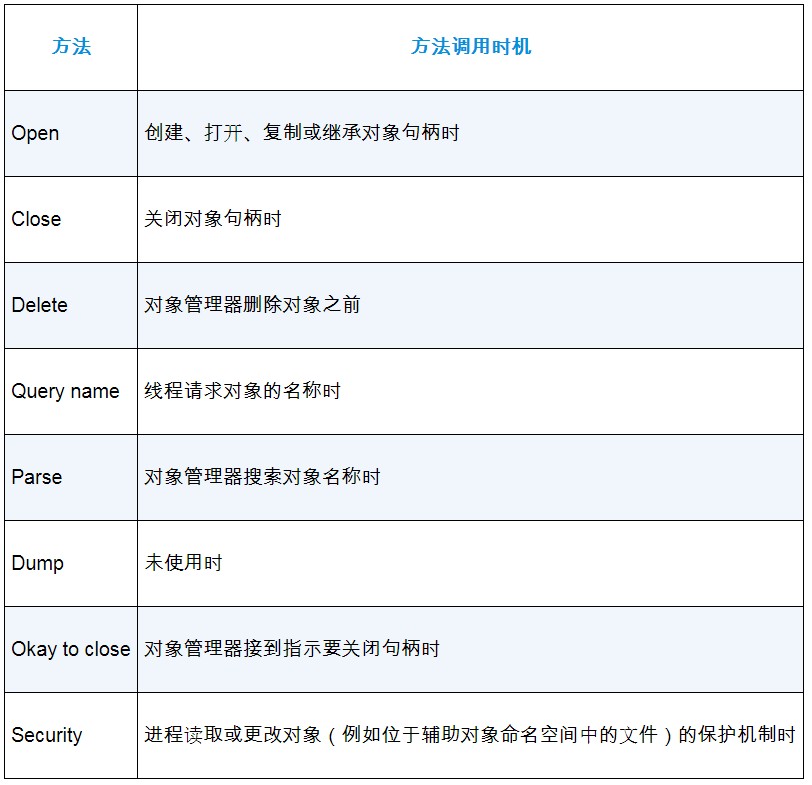 方法 方法调用时机
Open 创建、打开、复制或继承对象句柄时
Close 关闭对象句柄时
Delete 对象管理器删除对象之前
Query name 线程请求对象的名称时
Parse 对象管理器搜索对象名称时
Dump 未使用时
Okay to close 对象管理器接到指示要关闭句柄时
Security 进程读取或更改对象（例如位于辅助对象命名空间中的文件）的保护机制时